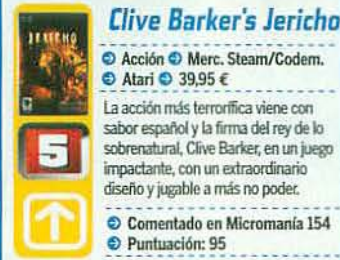 Clive Barker's Jericho
JERICHO
Acción Merc. Steam/Codem.
Atari 39,95 €
La acción más terrorífica viene con
sabor español y la firma del rey de lo
sobrenatural, Clive Barker, en un juego
impactante, con un extraordinario
diseño y jugable a más no poder.
5
Comentado en Micromanía 154
Puntuación: 95